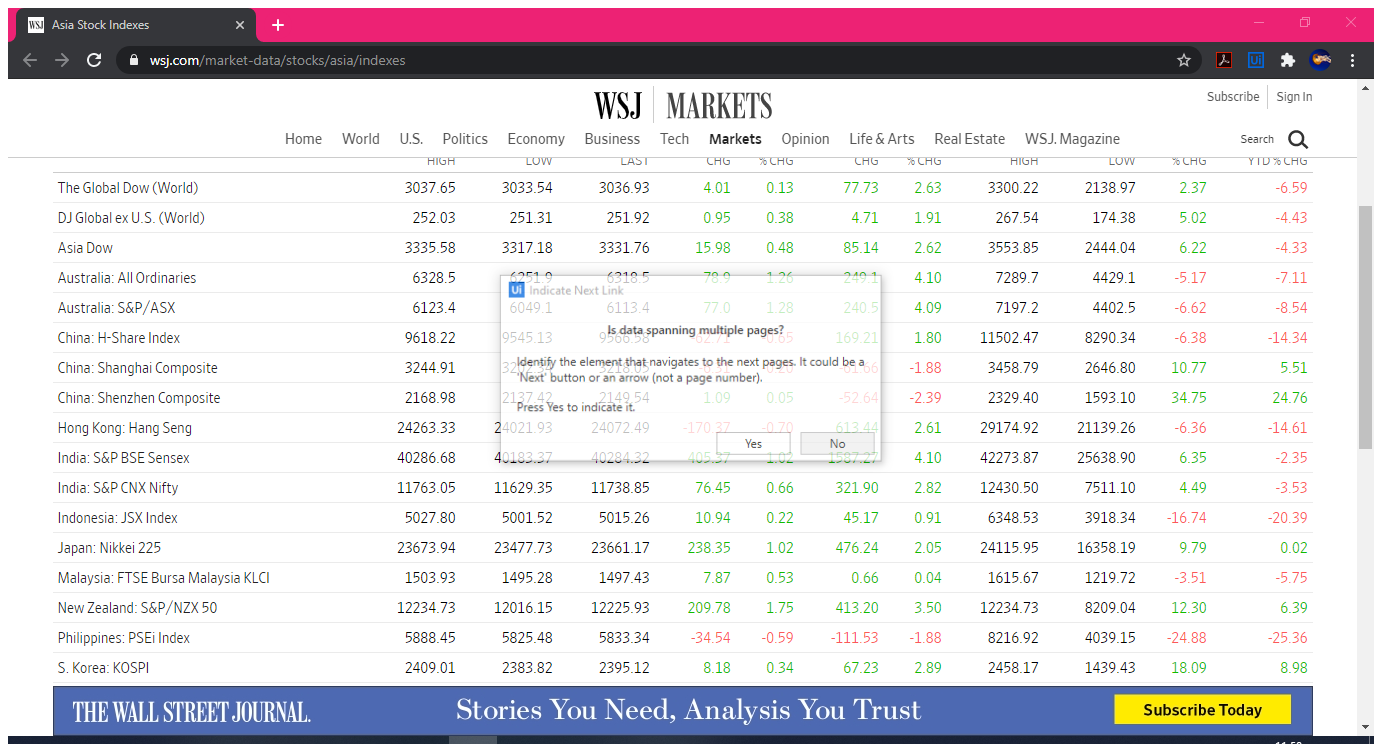 WSJ Asia Stock Indexes
wsj.com/market-data/stocks/asia/indexes
Ui
WSJ MARKETS
Subscribe Sign In
Home World U.S. Politics Economy Business Tech Markets Opinion Life & Arts Real Estate WSJ. Magazine Search
HIGH LOW LAST CHG % CHG CHG % CHG HIGH LOW % CHG YTD % CHG
The Global Dow (World) 3037.65 3033.54 3036.93 4.01 0.13 77.73 2.63 3300.22 2138.97 2.37 -6.59
DJ Global ex U.S. (World) 252.03 251.31 251.92 0.95 0.38 4.71 1.91 267.54 174.38 5.02 -4.43
Asia Dow 3335.58 3317.18 3331.76 15.98 0.48 85.14 2.62 3553.85 2444.04 6.22 -4.33
Australia: All Ordinaries 6328.5 6251.9 6318.5 78.9 1.26 249.1 4.10 7289.7 4429.1 -5.17 -7.11
Ui Indicate Next Link
Australia: S&P/ASX 6123.4 6049.1 6113.4 77.0 1.28 240.5 4.09 7197.2 4402.5 -6.62 -8.54
Is data spanning multiple pages?
China: H-Share Index 9618.22 9545.13 9566.58 -62.71 -0.65 169.21 1.80 11502.47 8290.34 -6.38 -14.34
Identify the element that navigates to the next pages. It could be a
China: Shanghai Composite 3244.91 -1.88 3458.79 2646.80 10.77 5.51
'Next' button or an arrow (not a page number).
China: Shenzhen Composite 2168.98 2137.42 2149.54 1.09 0.05 -52.64 -2.39 2329.40 1593.10 34.75 24.76
Press Yes to indicate it.
Hong Kong: Hang Seng 24263.33 24021.93 24072.49 -170.37 -0.70 613.44 2.61 29174.92 21139.26 -6.36 -14.61
Yes No
India: S&P BSE Sensex 40286.68 40183.37 40284.32 405.37 1.02 1587.27 4.10 42273.87 25638.90 6.35 -2.35
India: S&P CNX Nifty 11763.05 11629.35 11738.85 76.45 0.66 321.90 2.82 12430.50 7511.10 4.49 -3.53
Indonesia: JSX Index 5027.80 5001.52 5015.26 10.94 0.22 45.17 0.91 6348.53 3918.34 -16.74 -20.39
Japan: Nikkei 225 23673.94 23477.73 23661.17 238.35 1.02 476.24 2.05 24115.95 16358.19 9.79 0.02
Malaysia: FTSE Bursa Malaysia KLCI 1503.93 1495.28 1497.43 7.87 0.53 0.66 0.04 1615.67 1219.72 -3.51 -5.75
New Zealand: S&P/NZX 50 12234.73 12016.15 12225.93 209.78 1.75 413.20 3.50 12234.73 8209.04 12.30 6.39
Philippines: PSEi Index 5888.45 5825.48 5833.34 -34.54 -0.59 -111.53 -1.88 8216.92 4039.15 -24.88 -25.36
S. Korea: KOSPI 2409.01 2383.82 2395.12 8.18 0.34 67.23 2.89 2458.17 1439.43 18.09 8.98
THE WALL STREET JOURNAL. Stories You Need, Analysis You Trust Subscribe Today